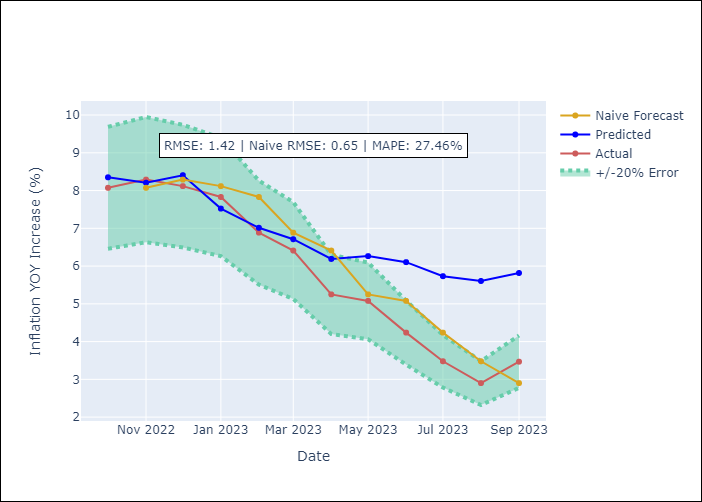 RMSE: 1.42 | Naive RMSE: 0.65 | MAPE: 27.46%
Naive Forecast
Predicted
Actual
+/-20% Error
Inflation YOY Increase (%)
10
9
8
7
6
5
4
3
2
Nov 2022
Jan 2023
Mar 2023
May 2023
Jul 2023
Sep 2023
Date